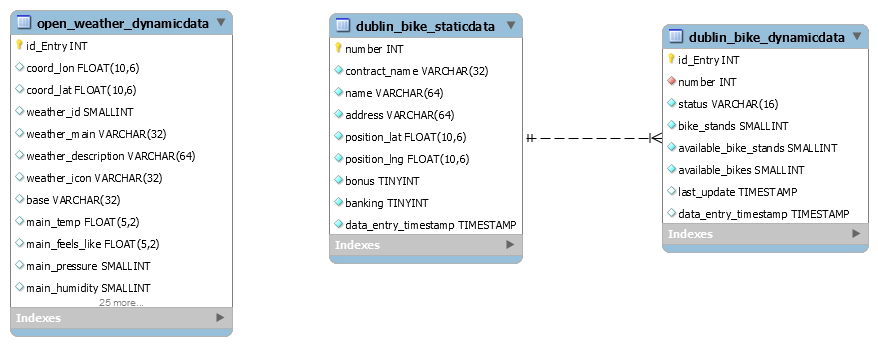 open_weather_dynamicdata
id_Entry INT
coord_lon FLOAT(10,6)
coord_lat FLOAT(10,6)
weather_id SMALLINT
weather_main VARCHAR(32)
weather_description VARCHAR(64)
weather_icon VARCHAR(32)
base VARCHAR(32)
main_temp FLOAT(5,2)
main_feels_like FLOAT(5,2)
main_pressure SMALLINT
main_humidity SMALLINT
25 more...
Indexes
dublin_bike_staticdata
number INT
contract_name VARCHAR(32)
name VARCHAR(64)
address VARCHAR(64)
position_lat FLOAT(10,6)
position_lng FLOAT(10,6)
bonus TINYINT
banking TINYINT
data_entry_timestamp TIMESTAMP
Indexes
dublin_bike_dynamicdata
id_Entry INT
number INT
status VARCHAR(16)
bike_stands SMALLINT
available_bike_stands SMALLINT
available_bikes SMALLINT
last_update TIMESTAMP
data_entry_timestamp TIMESTAMP
Indexes